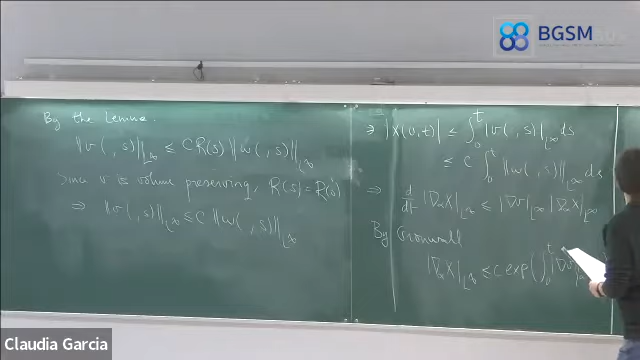 BGSM
By the Lemma.
‖v( , s)‖_{L^∞} ≤ C R(s) ‖ω( , s)‖_{L^∞}
Since v is volume preserving, R(s) = R(s)
⇒ ‖v( , s)‖_{L^∞} ≤ C ‖ω( , s)‖_{L^∞}
⇒ |X(0,t)| ≤ ∫_0^t |v( , s)|_{L^∞} ds
≤ C ∫_0^t ‖ω( , s)‖_{L^∞} ds
⇒ d/dt |∇_α X|_{L^∞} ≤ |∇v|_{L^∞} |∇_α X|_{L^∞}
By Gronwall
|∇_α X|_{L^∞} ≤ C exp( ∫_0^t |∇v|
Claudia Garcia